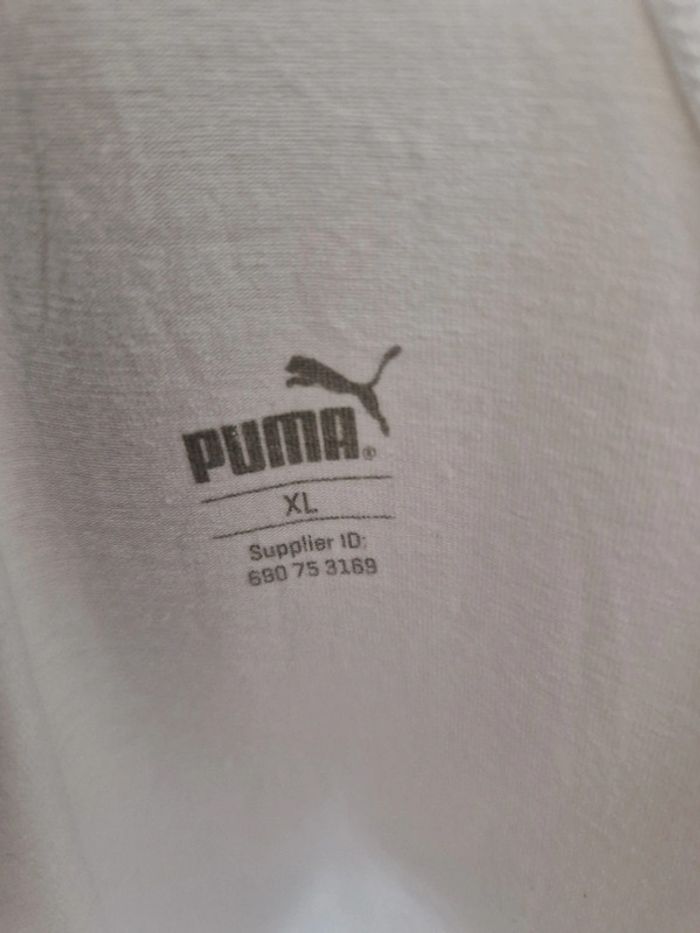 PUMA®
XL
Supplier ID:
690 75 3169